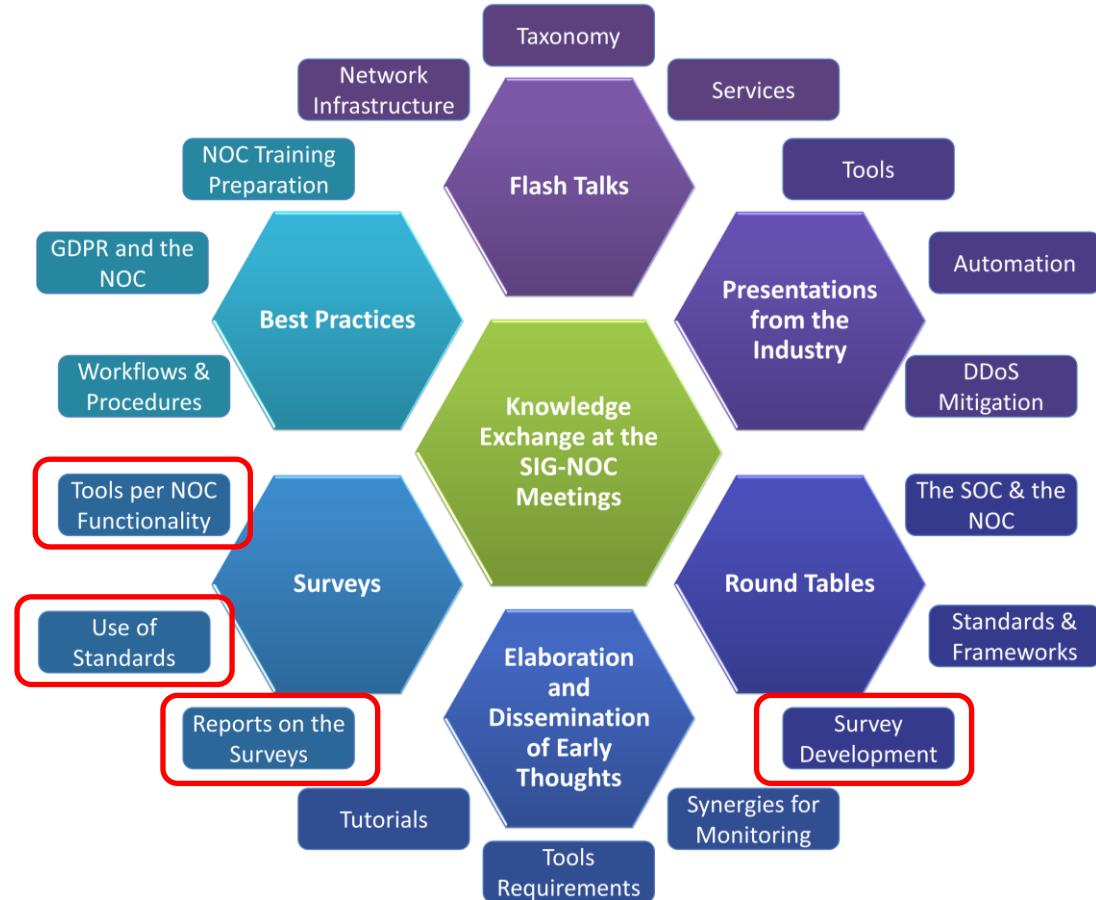 Taxonomy
Network
Infrastructure
Services
NOC Training
Preparation
Flash Talks
Tools
GDPR and the
NOC
Automation
Best Practices
Presentations
from the
Industry
Workflows &
Procedures
DDoS
Mitigation
Knowledge
Exchange at the
SIG-NOC
Meetings
Tools per NOC
Functionality
The SOC & the
NOC
Surveys
Round Tables
Use of
Standards
Standards &
Frameworks
Elaboration
and
Dissemination
of Early
Thoughts
Reports on the
Surveys
Survey
Development
Tutorials
Synergies for
Monitoring
Tools
Requirements